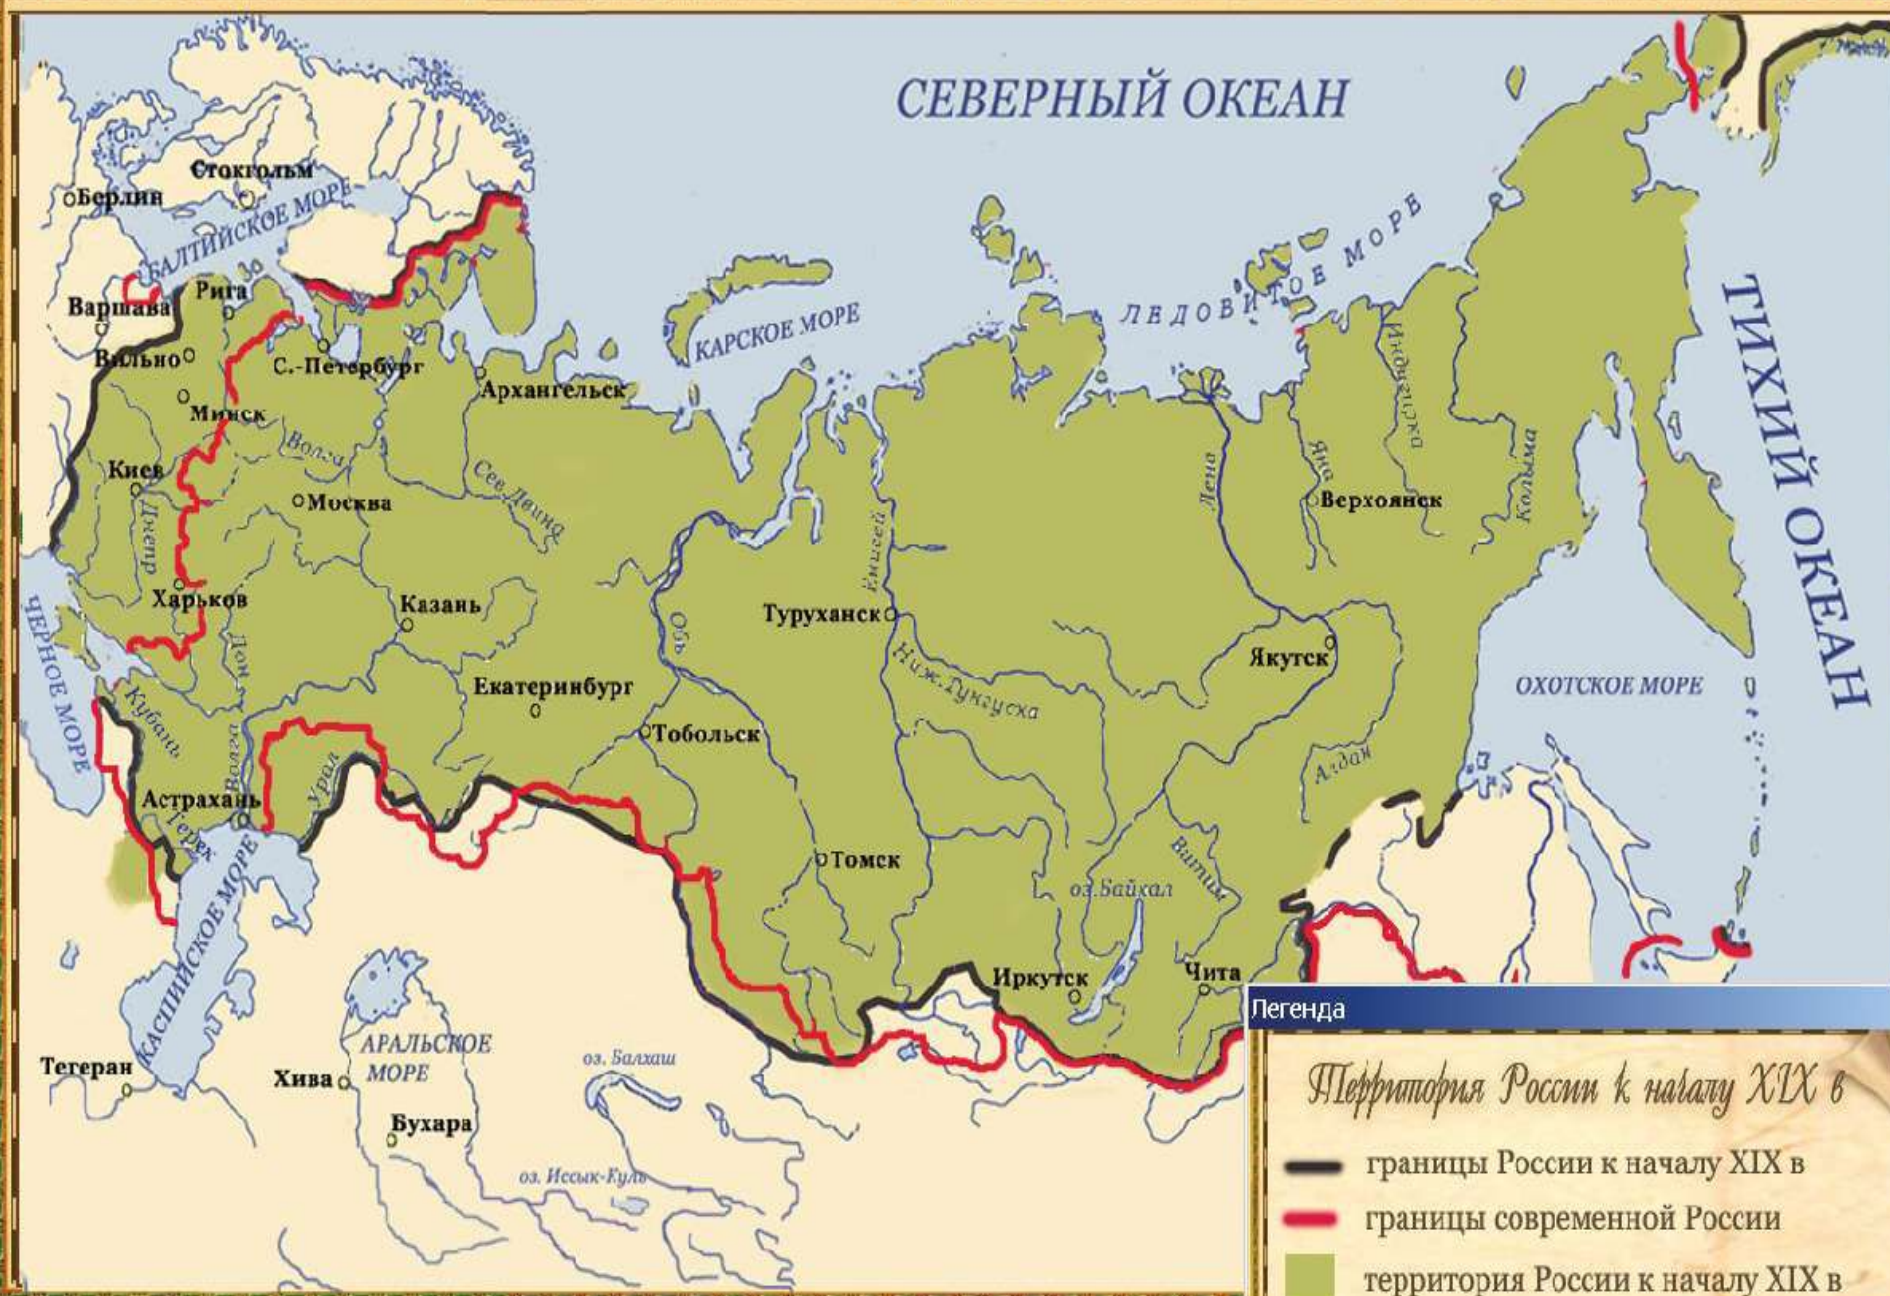 СЕВЕРНЫЙ ОКЕАН
Стокгольм
Берлин
БАЛТИЙСКОЕ МОРЕ
ЛЕДОВИТОЕ МОРЕ
ТИХИЙ ОКЕАН
Варшава
Рига
КАРСКОЕ МОРЕ
Вильно
С.-Петербург
Архангельск
Индигирка
Минск
Волга
Киев
Сев Двина
Лена
Яна
Колыма
Москва
Верхоянск
Днепр
Енисей
Харьков
Казань
Туруханск
Обь
ЧЕРНОЕ МОРЕ
Дон
Якутск
Екатеринбург
Ниж.Тунгуска
ОХОТСКОЕ МОРЕ
Кубань
Тобольск
Волга
Урал
Алдан
Астрахань
Терек
Томск
Витим
оз.Байкал
КАСПИЙСКОЕ МОРЕ
Иркутск
Чита
Легенда
Тегеран
АРАЛЬСКОЕ
МОРЕ
Хива
оз. Балхаш
Бухара
оз. Иссык-Куль
Территория России к началу XIX в
границы России к началу XIX в
границы современной России
территория России к началу XIX в